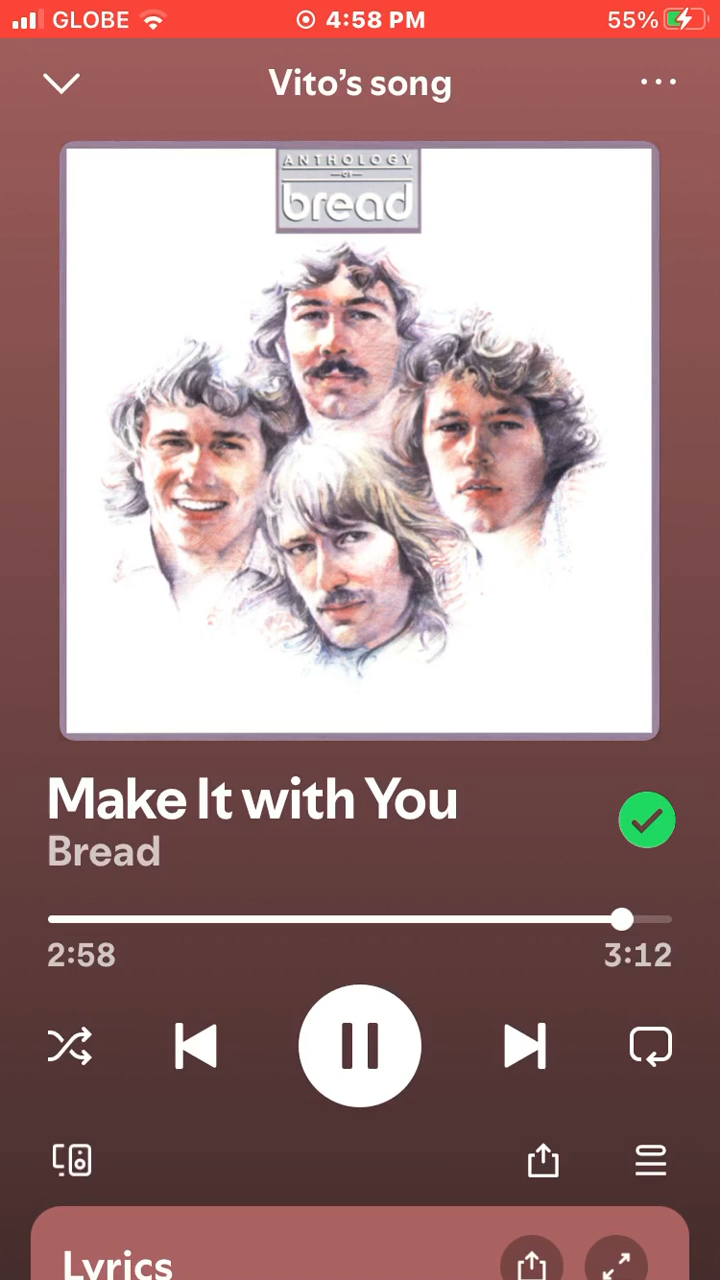 GLOBE 4:58 PM 55%
Vito’s song
ANTHOLOGY
OF
bread
Make It with You
Bread
2:58 3:12
Lyrics